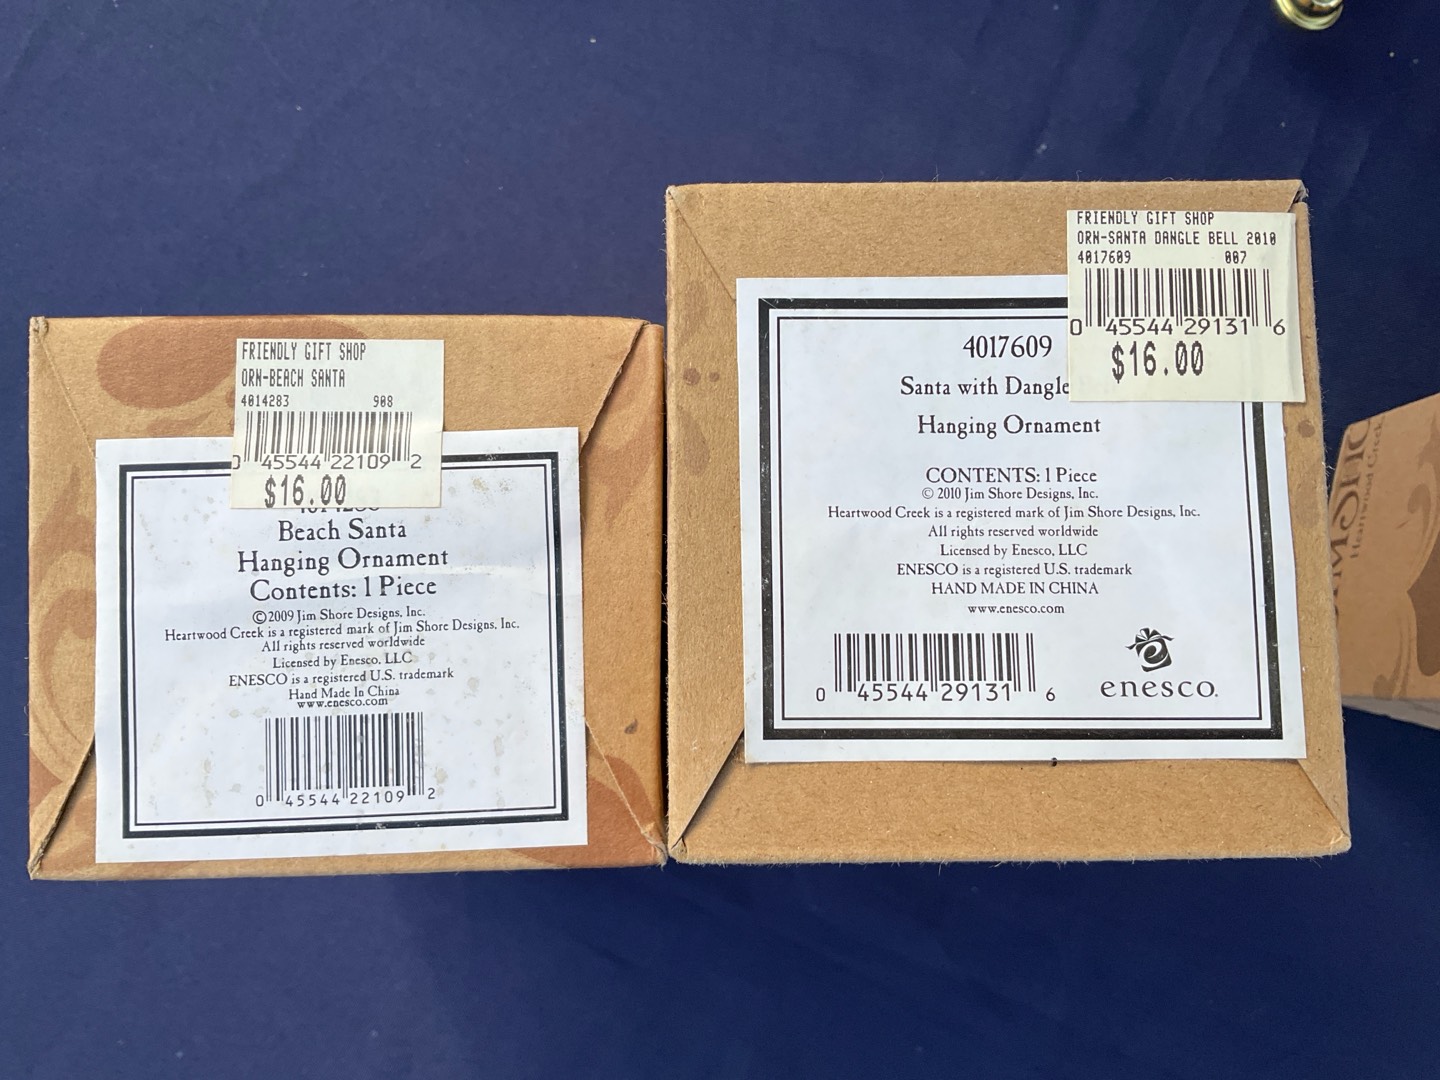 FRIENDLY GIFT SHOP
ORN-BEACH SANTA
4014283 908
45544 22109 2
$16.00
Beach Santa
Hanging Ornament
Contents: 1 Piece
©2009 Jim Shore Designs, Inc.
Heartwood Creek is a registered mark of Jim Shore Designs, Inc.
All rights reserved worldwide
Licensed by Enesco, LLC
ENESCO is a registered U.S. trademark
Hand Made In China
www.enesco.com
0 45544 22109 2
FRIENDLY GIFT SHOP
ORN-SANTA DANGLE BELL 2010
4017609 007
0 45544 29131 6
$16.00
4017609
Santa with Dangle
Hanging Ornament
CONTENTS: 1 Piece
© 2010 Jim Shore Designs, Inc.
Heartwood Creek is a registered mark of Jim Shore Designs, Inc.
All rights reserved worldwide
Licensed by Enesco, LLC
ENESCO is a registered U.S. trademark
HAND MADE IN CHINA
www.enesco.com
0 45544 29131 6
enesco.
Heartwood Creek